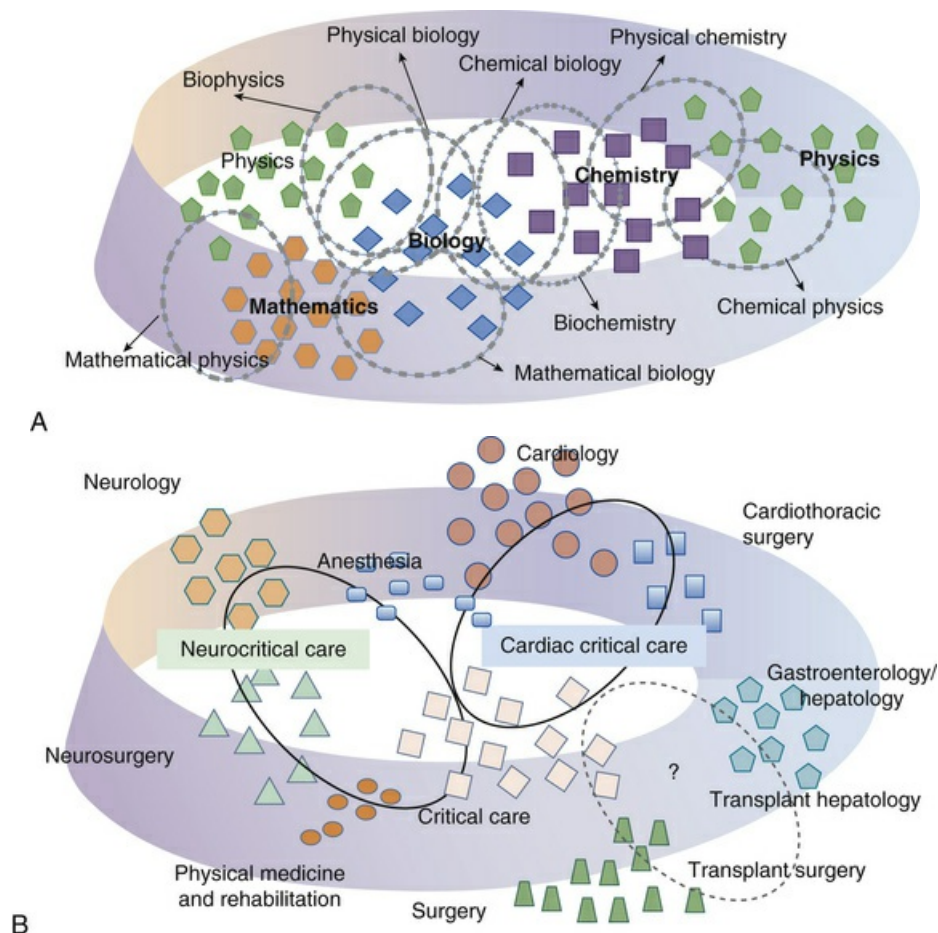 Physical biology
Physical chemistry
Chemical biology
Biophysics
Physics
Physics
Chemistry
Biology
Mathematics
Chemical physics
Biochemistry
Mathematical physics
Mathematical biology
A
Cardiology
Neurology
Cardiothoracic
surgery
Anesthesia
Neurocritical care
Cardiac critical care
Gastroenterology/
hepatology
Neurosurgery
?
Transplant hepatology
Critical care
Transplant surgery
Physical medicine
and rehabilitation
Surgery
B